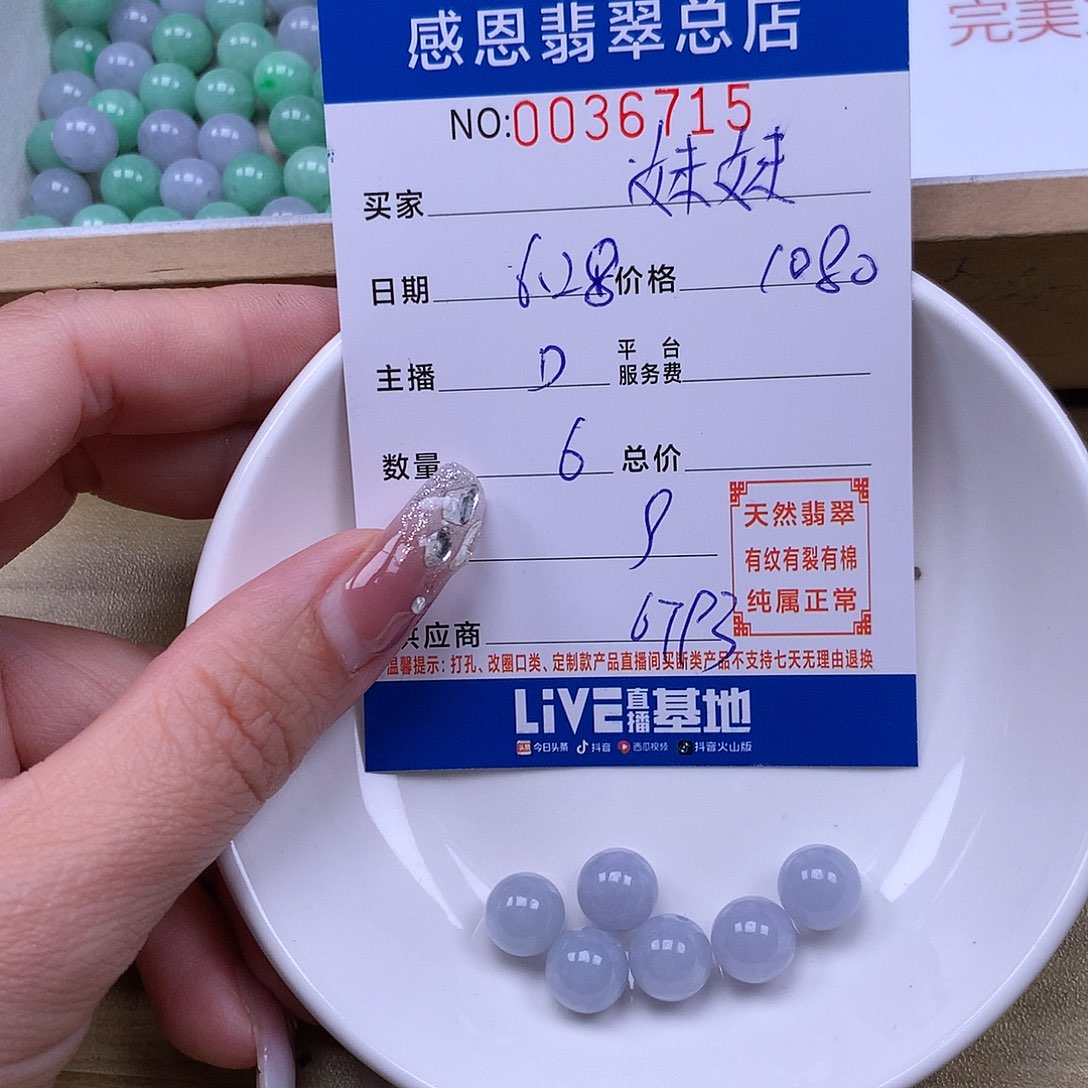 感恩翡翠总店
完美
NO:0036715
买家 妹妹
日期 6.28 价格 1080
主播 D 平台服务费
数量 6 总价
天然翡翠
有纹有裂有棉
纯属正常
供应商 6TP3
温馨提示：打孔、改圈口类、定制款产品直播间买断类产品不支持七天无理由退换
LiVE直播基地
头条 今日头条 抖音 西瓜视频 抖音火山版